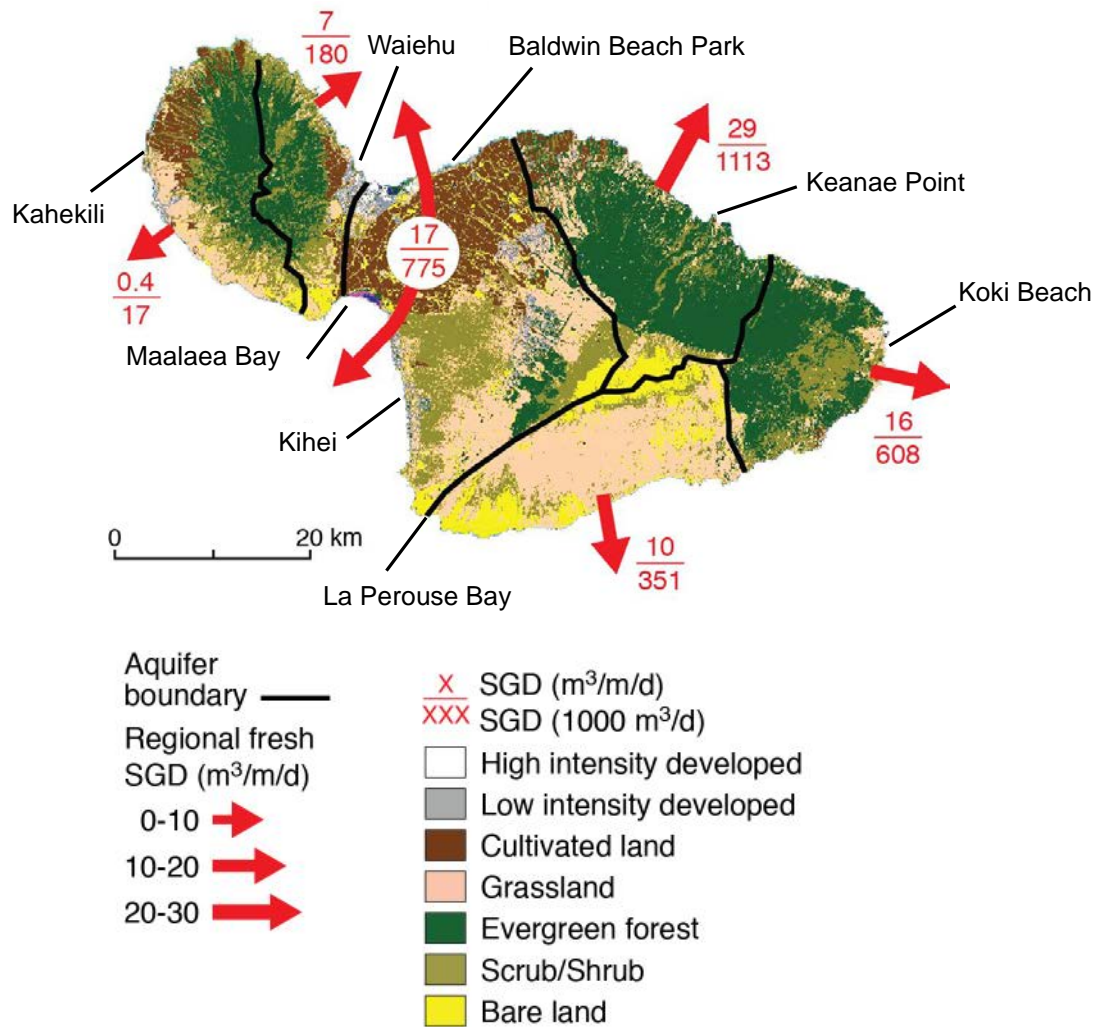 7
180
Waiehu
Baldwin Beach Park
29
1113
Keanae Point
Kahekili
17
775
0.4
17
Koki Beach
Maalaea Bay
16
608
Kihei
0
20 km
10
351
La Perouse Bay
Aquifer
boundary
Regional fresh
SGD (m³/m/d)
0-10
10-20
20-30
X SGD (m³/m/d)
XXX SGD (1000 m³/d)
High intensity developed
Low intensity developed
Cultivated land
Grassland
Evergreen forest
Scrub/Shrub
Bare land